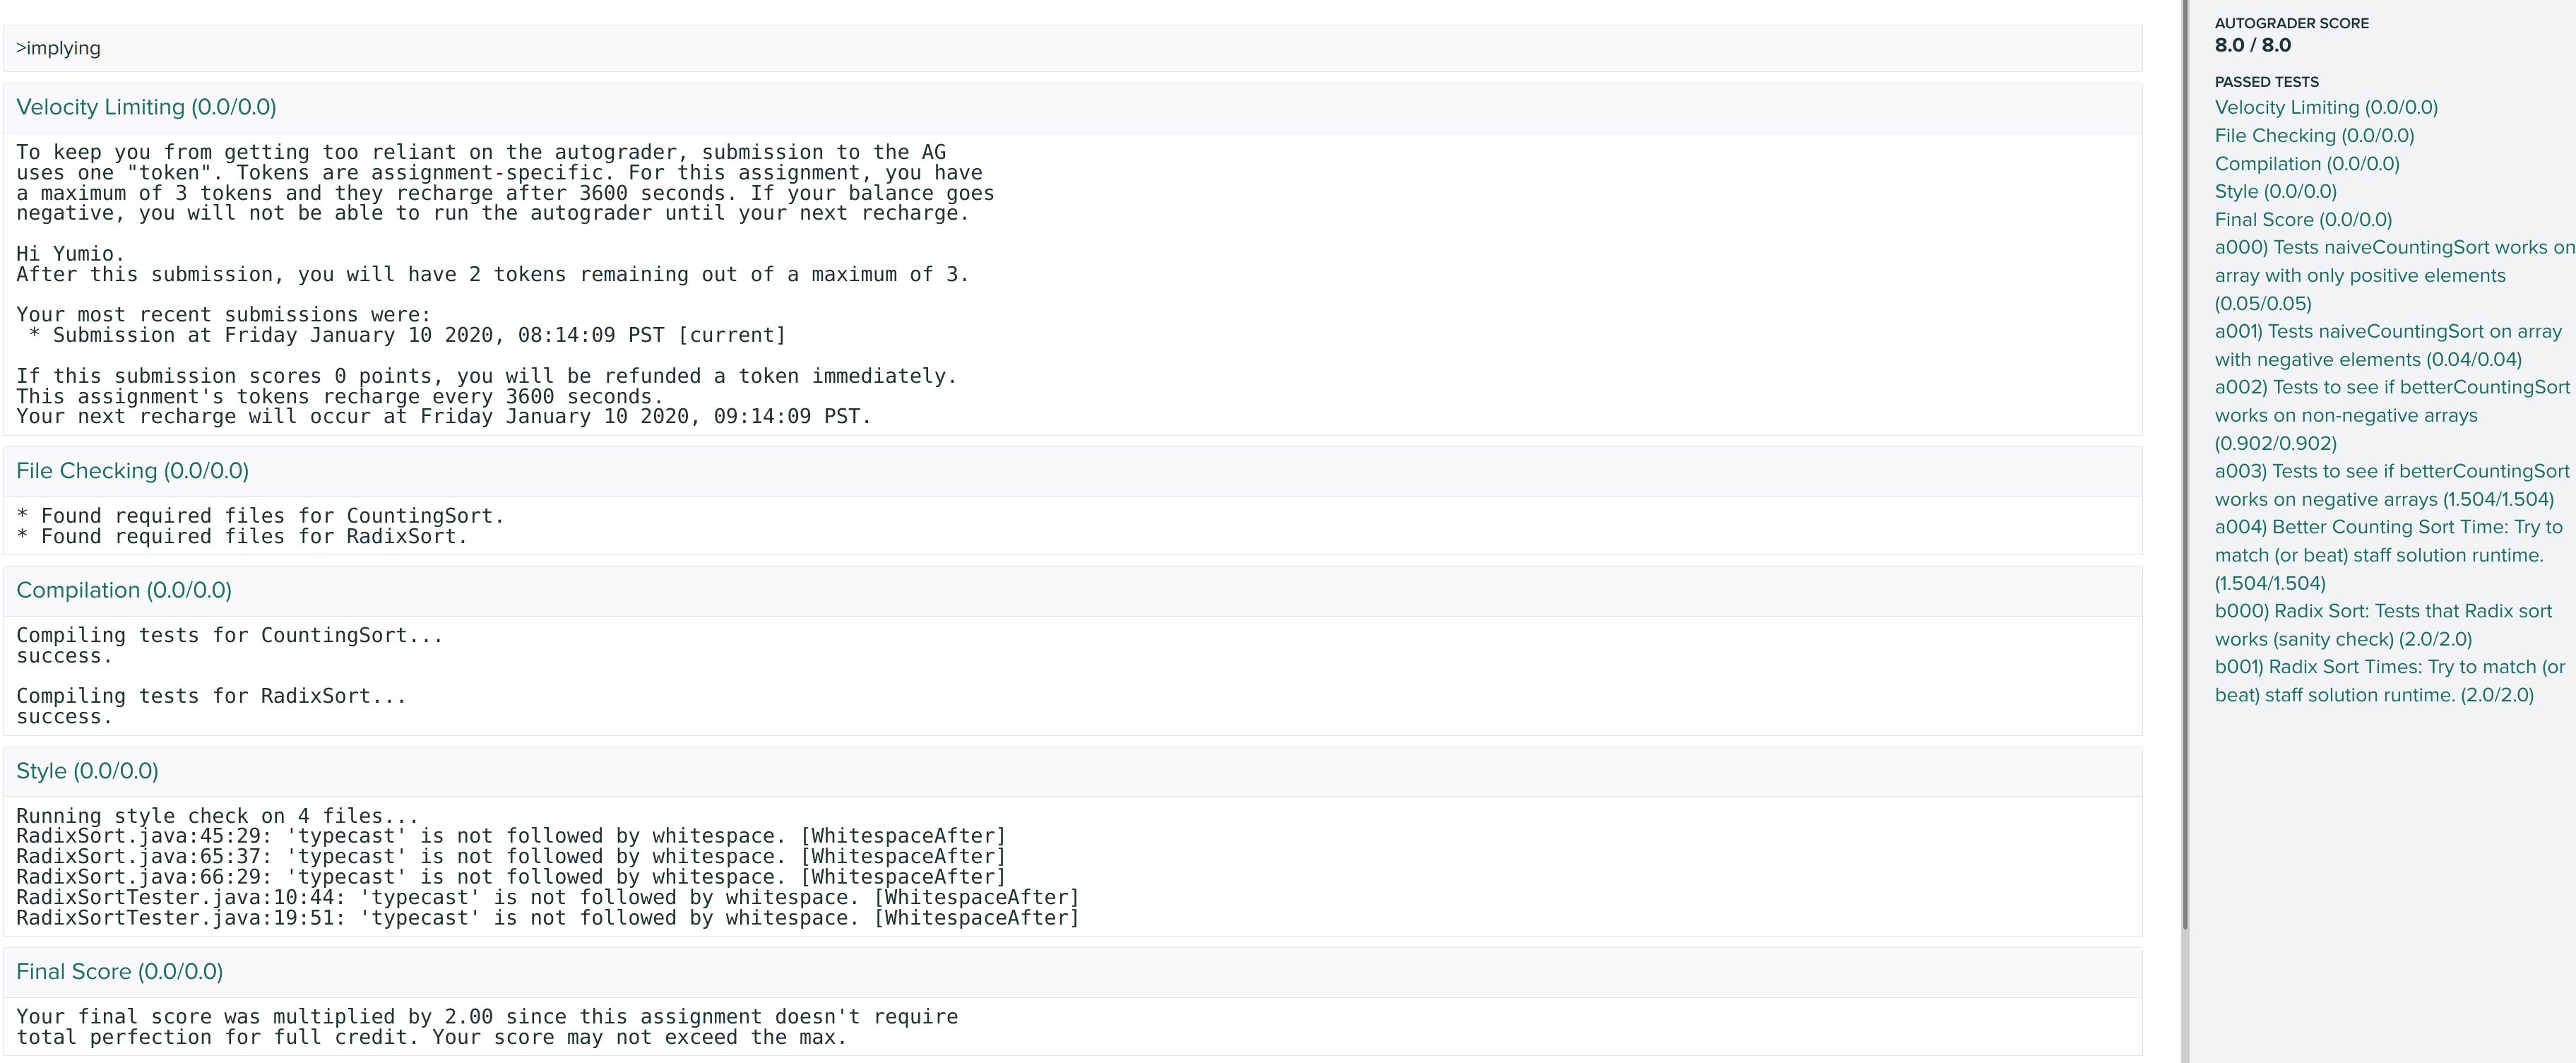 >implying
Velocity Limiting (0.0/0.0)
To keep you from getting too reliant on the autograder, submission to the AG
uses one "token". Tokens are assignment-specific. For this assignment, you have
a maximum of 3 tokens and they recharge after 3600 seconds. If your balance goes
negative, you will not be able to run the autograder until your next recharge.
Hi Yumio.
After this submission, you will have 2 tokens remaining out of a maximum of 3.
Your most recent submissions were:
* Submission at Friday January 10 2020, 08:14:09 PST [current]
If this submission scores 0 points, you will be refunded a token immediately.
This assignment's tokens recharge every 3600 seconds.
Your next recharge will occur at Friday January 10 2020, 09:14:09 PST.
File Checking (0.0/0.0)
* Found required files for CountingSort.
* Found required files for RadixSort.
Compilation (0.0/0.0)
Compiling tests for CountingSort...
success.
Compiling tests for RadixSort...
success.
Style (0.0/0.0)
Running style check on 4 files...
RadixSort.java:45:29: 'typecast' is not followed by whitespace. [WhitespaceAfter]
RadixSort.java:65:37: 'typecast' is not followed by whitespace. [WhitespaceAfter]
RadixSort.java:66:29: 'typecast' is not followed by whitespace. [WhitespaceAfter]
RadixSortTester.java:10:44: 'typecast' is not followed by whitespace. [WhitespaceAfter]
RadixSortTester.java:19:51: 'typecast' is not followed by whitespace. [WhitespaceAfter]
Final Score (0.0/0.0)
Your final score was multiplied by 2.00 since this assignment doesn't require
total perfection for full credit. Your score may not exceed the max.
AUTOGRADER SCORE
8.0 / 8.0
PASSED TESTS
Velocity Limiting (0.0/0.0)
File Checking (0.0/0.0)
Compilation (0.0/0.0)
Style (0.0/0.0)
Final Score (0.0/0.0)
a000) Tests naiveCountingSort works on
array with only positive elements
(0.05/0.05)
a001) Tests naiveCountingSort on array
with negative elements (0.04/0.04)
a002) Tests to see if betterCountingSort
works on non-negative arrays
(0.902/0.902)
a003) Tests to see if betterCountingSort
works on negative arrays (1.504/1.504)
a004) Better Counting Sort Time: Try to
match (or beat) staff solution runtime.
(1.504/1.504)
b000) Radix Sort: Tests that Radix sort
works (sanity check) (2.0/2.0)
b001) Radix Sort Times: Try to match (or
beat) staff solution runtime. (2.0/2.0)